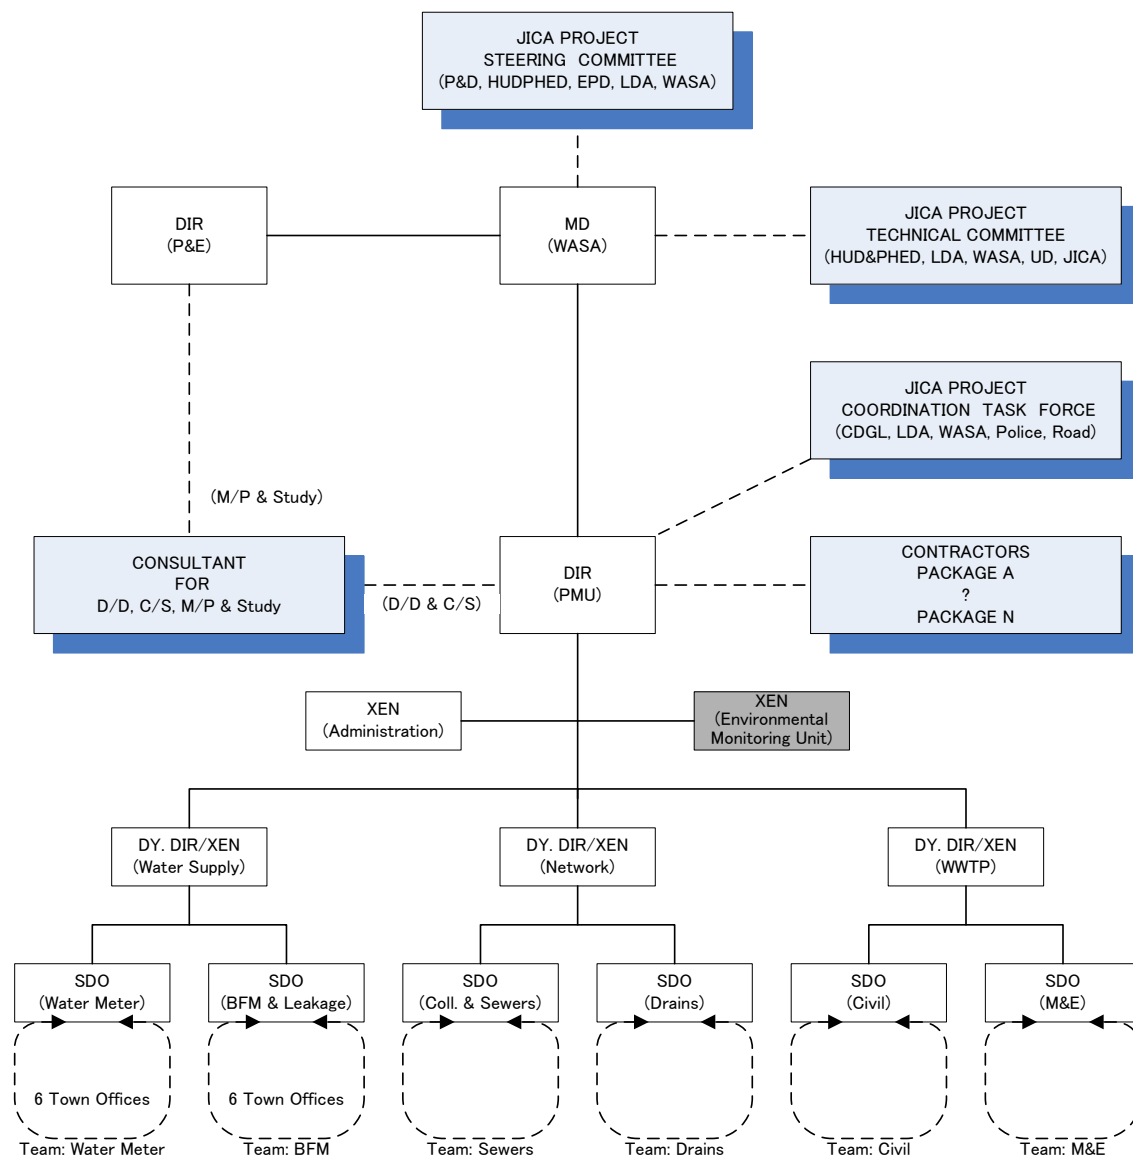 JICA PROJECT
STEERING COMMITTEE
(P&D, HUDPHED, EPD, LDA, WASA)
DIR
(P&E)
MD
(WASA)
JICA PROJECT
TECHNICAL COMMITTEE
(HUD&PHED, LDA, WASA, UD, JICA)
JICA PROJECT
COORDINATION TASK FORCE
(CDGL, LDA, WASA, Police, Road)
(M/P & Study)
CONSULTANT
FOR
D/D, C/S, M/P & Study
(D/D & C/S)
DIR
(PMU)
CONTRACTORS
PACKAGE A
?
PACKAGE N
XEN
(Administration)
XEN
(Environmental
Monitoring Unit)
DY. DIR/XEN
(Water Supply)
DY. DIR/XEN
(Network)
DY. DIR/XEN
(WWTP)
SDO
(Water Meter)
SDO
(BFM & Leakage)
SDO
(Coll. & Sewers)
SDO
(Drains)
SDO
(Civil)
SDO
(M&E)
6 Town Offices
6 Town Offices
Team: Water Meter
Team: BFM
Team: Sewers
Team: Drains
Team: Civil
Team: M&E